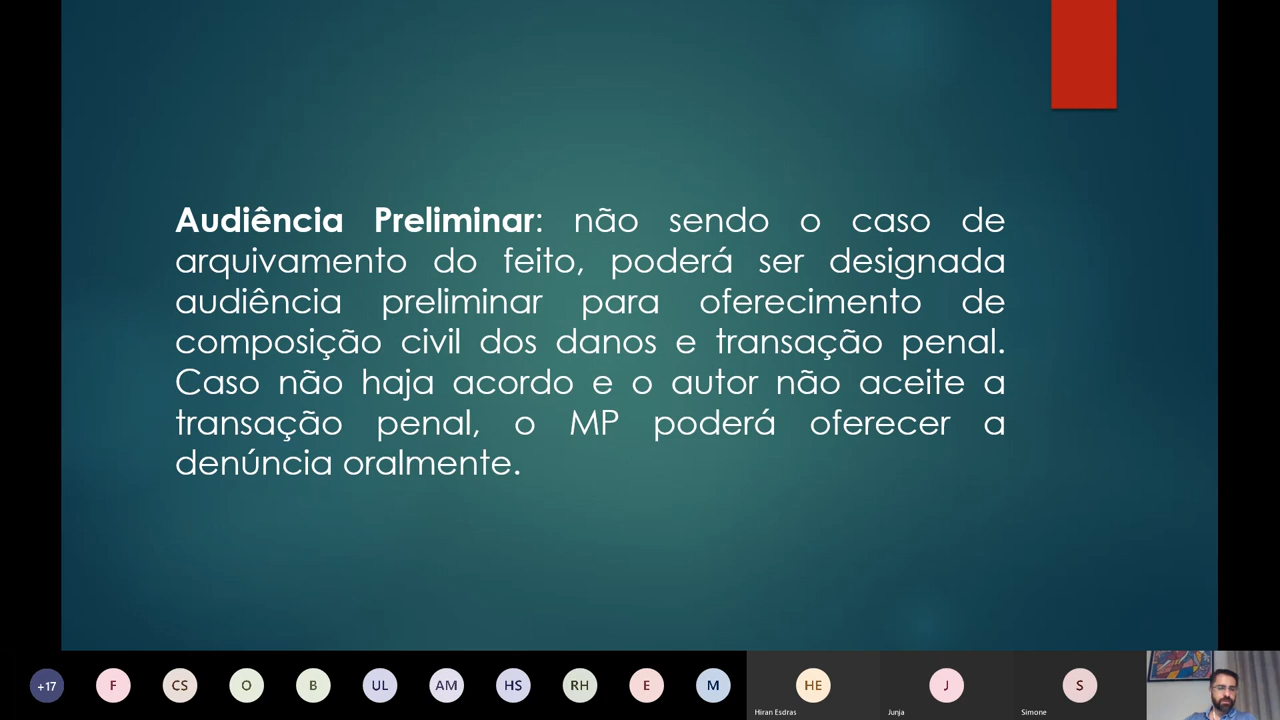 Audiência Preliminar: não sendo o caso de
arquivamento do feito, poderá ser designada
audiência preliminar para oferecimento de
composição civil dos danos e transação penal.
Caso não haja acordo e o autor não aceite a
transação penal, o MP poderá oferecer a
denúncia oralmente.
+17 F CS O B UL AM HS RH E M HE J S
Hiran Esdras Junja Simone